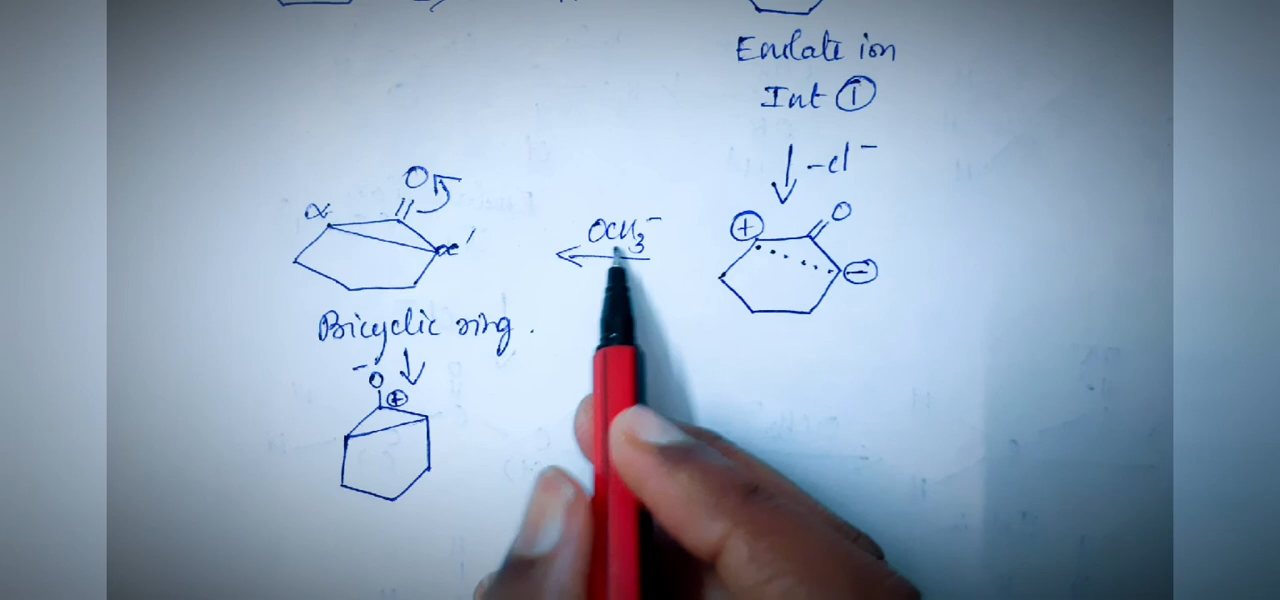 Enolate ion
Int ①
-cl⁻
O
α
OCH₃⁻
⊕
O
α'
⊖
Bicyclic ring .
⁻O
⊕